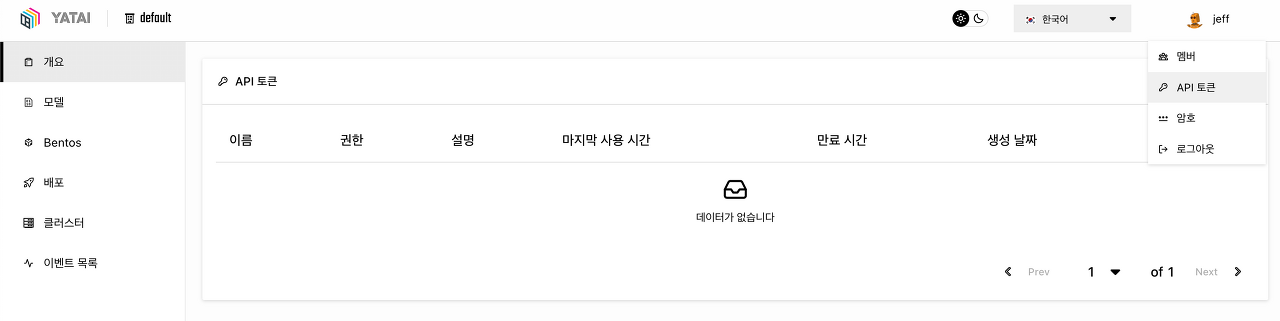 YATAI default 한국어 jeff
개요
모델
Bentos
배포
클러스터
이벤트 목록
API 토큰
이름 권한 설명 마지막 사용 시간 만료 시간 생성 날짜
데이터가 없습니다
Prev 1 of 1 Next
멤버
API 토큰
암호
로그아웃